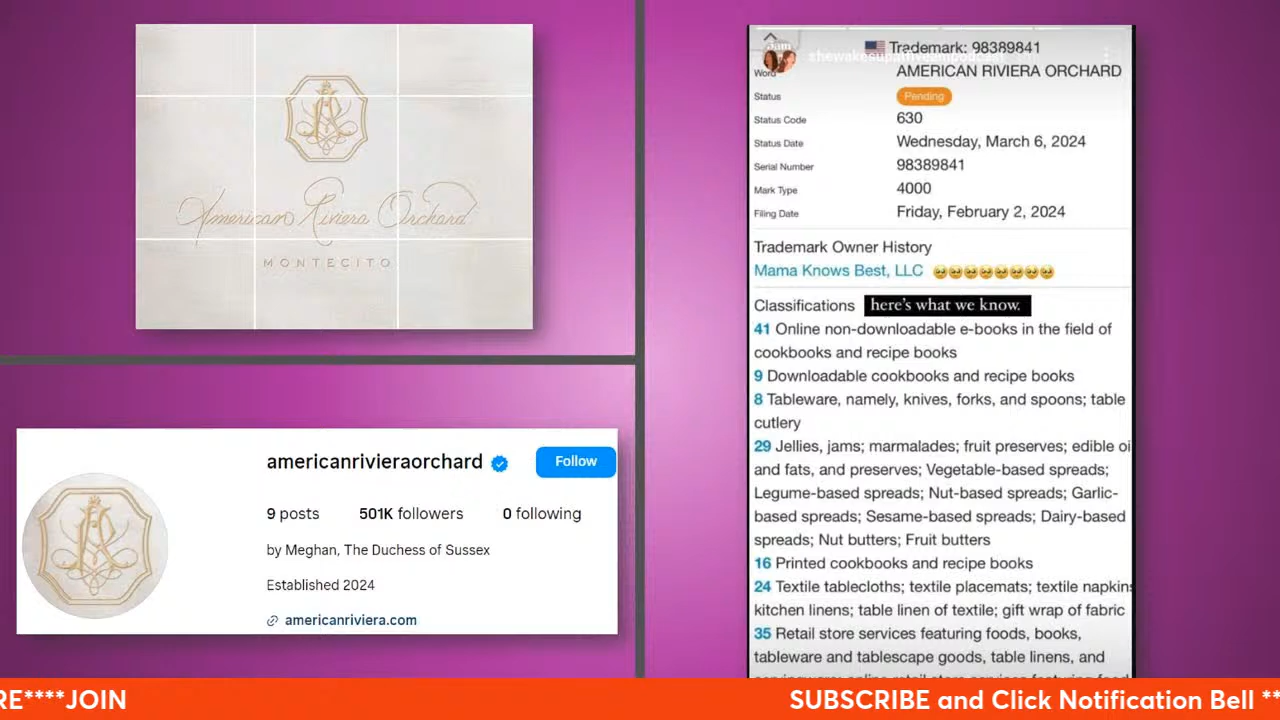 American Riviera Orchard
MONTECITO
americanrivieraorchard
Follow
9 posts 501K followers 0 following
by Meghan, The Duchess of Sussex
Established 2024
americanriviera.com
Trademark: 98389841
Word AMERICAN RIVIERA ORCHARD
Status Pending
Status Code 630
Status Date Wednesday, March 6, 2024
Serial Number 98389841
Mark Type 4000
Filing Date Friday, February 2, 2024
Trademark Owner History
Mama Knows Best, LLC
Classifications here's what we know.
41 Online non-downloadable e-books in the field of
cookbooks and recipe books
9 Downloadable cookbooks and recipe books
8 Tableware, namely, knives, forks, and spoons; table
cutlery
29 Jellies, jams; marmalades; fruit preserves; edible oi
and fats, and preserves; Vegetable-based spreads;
Legume-based spreads; Nut-based spreads; Garlic-
based spreads; Sesame-based spreads; Dairy-based
spreads; Nut butters; Fruit butters
16 Printed cookbooks and recipe books
24 Textile tablecloths; textile placemats; textile napkins
kitchen linens; table linen of textile; gift wrap of fabric
35 Retail store services featuring foods, books,
tableware and tablescape goods, table linens, and
RE****JOIN SUBSCRIBE and Click Notification Bell **